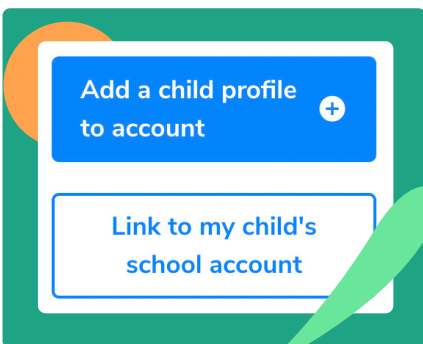 Add a child profile
to account
Link to my child's
school account